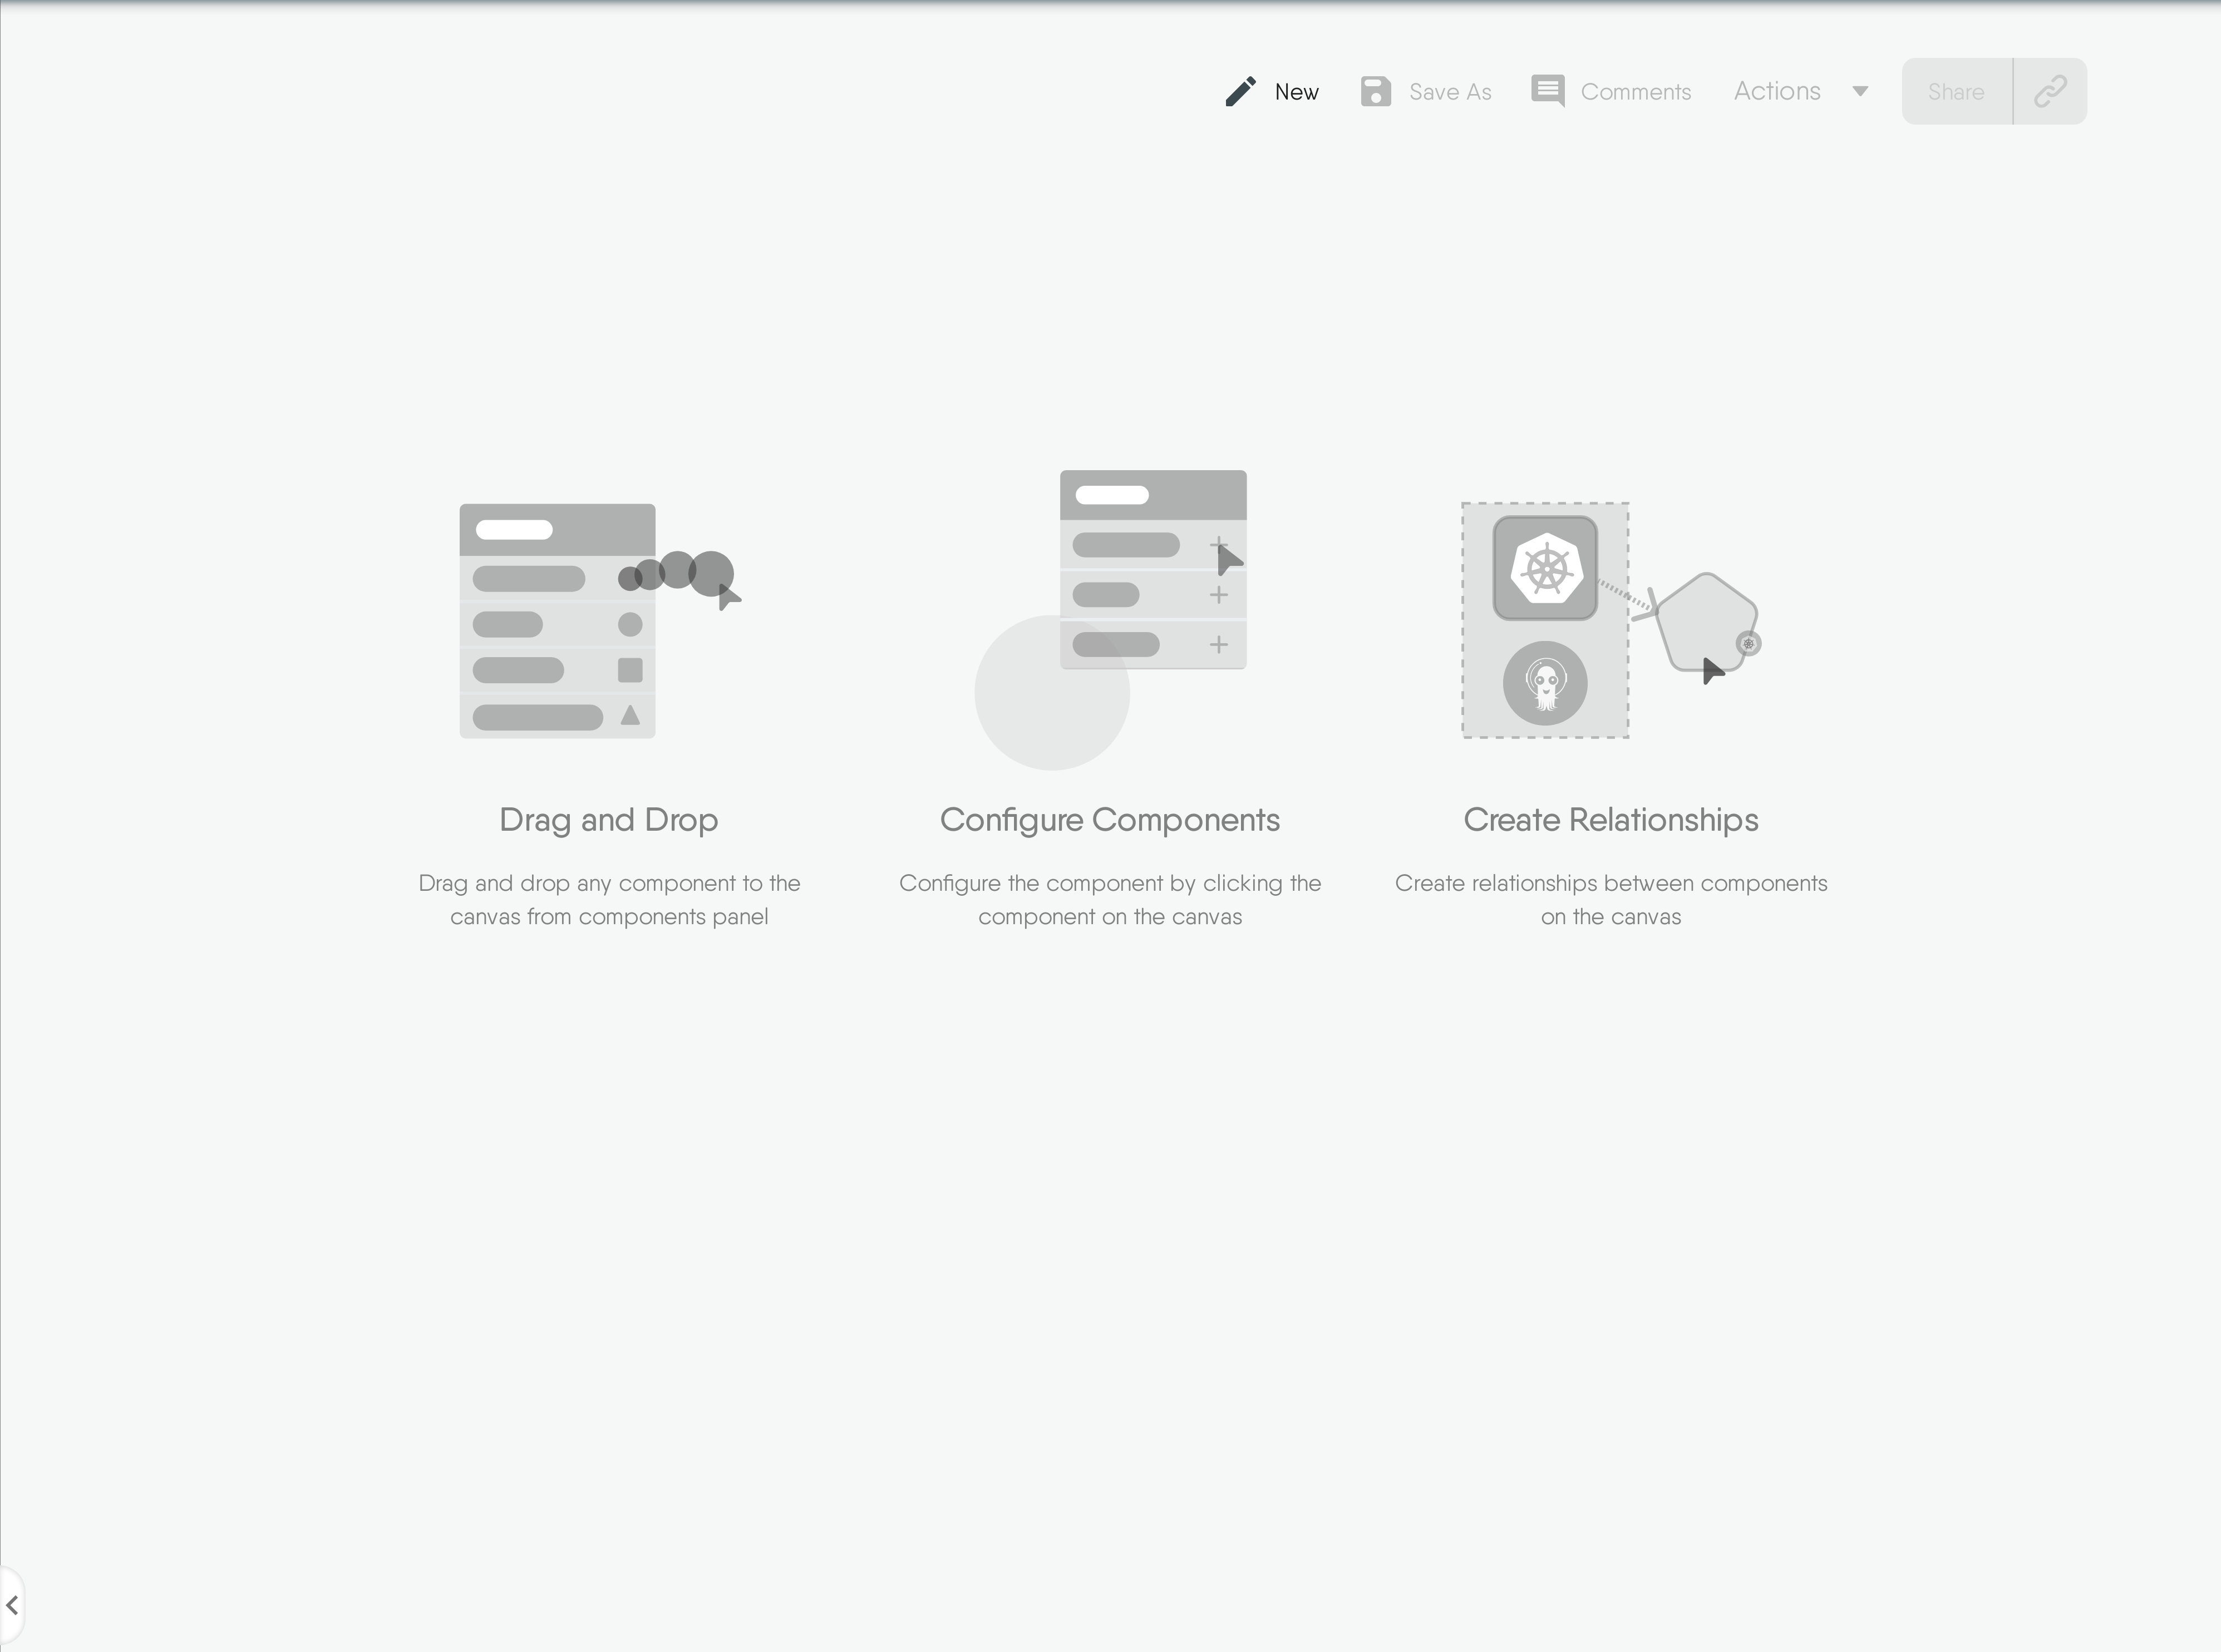 New
Save As
Comments
Actions
Share
Drag and Drop
Drag and drop any component to the
canvas from components panel
Configure Components
Configure the component by clicking the
component on the canvas
Create Relationships
Create relationships between components
on the canvas